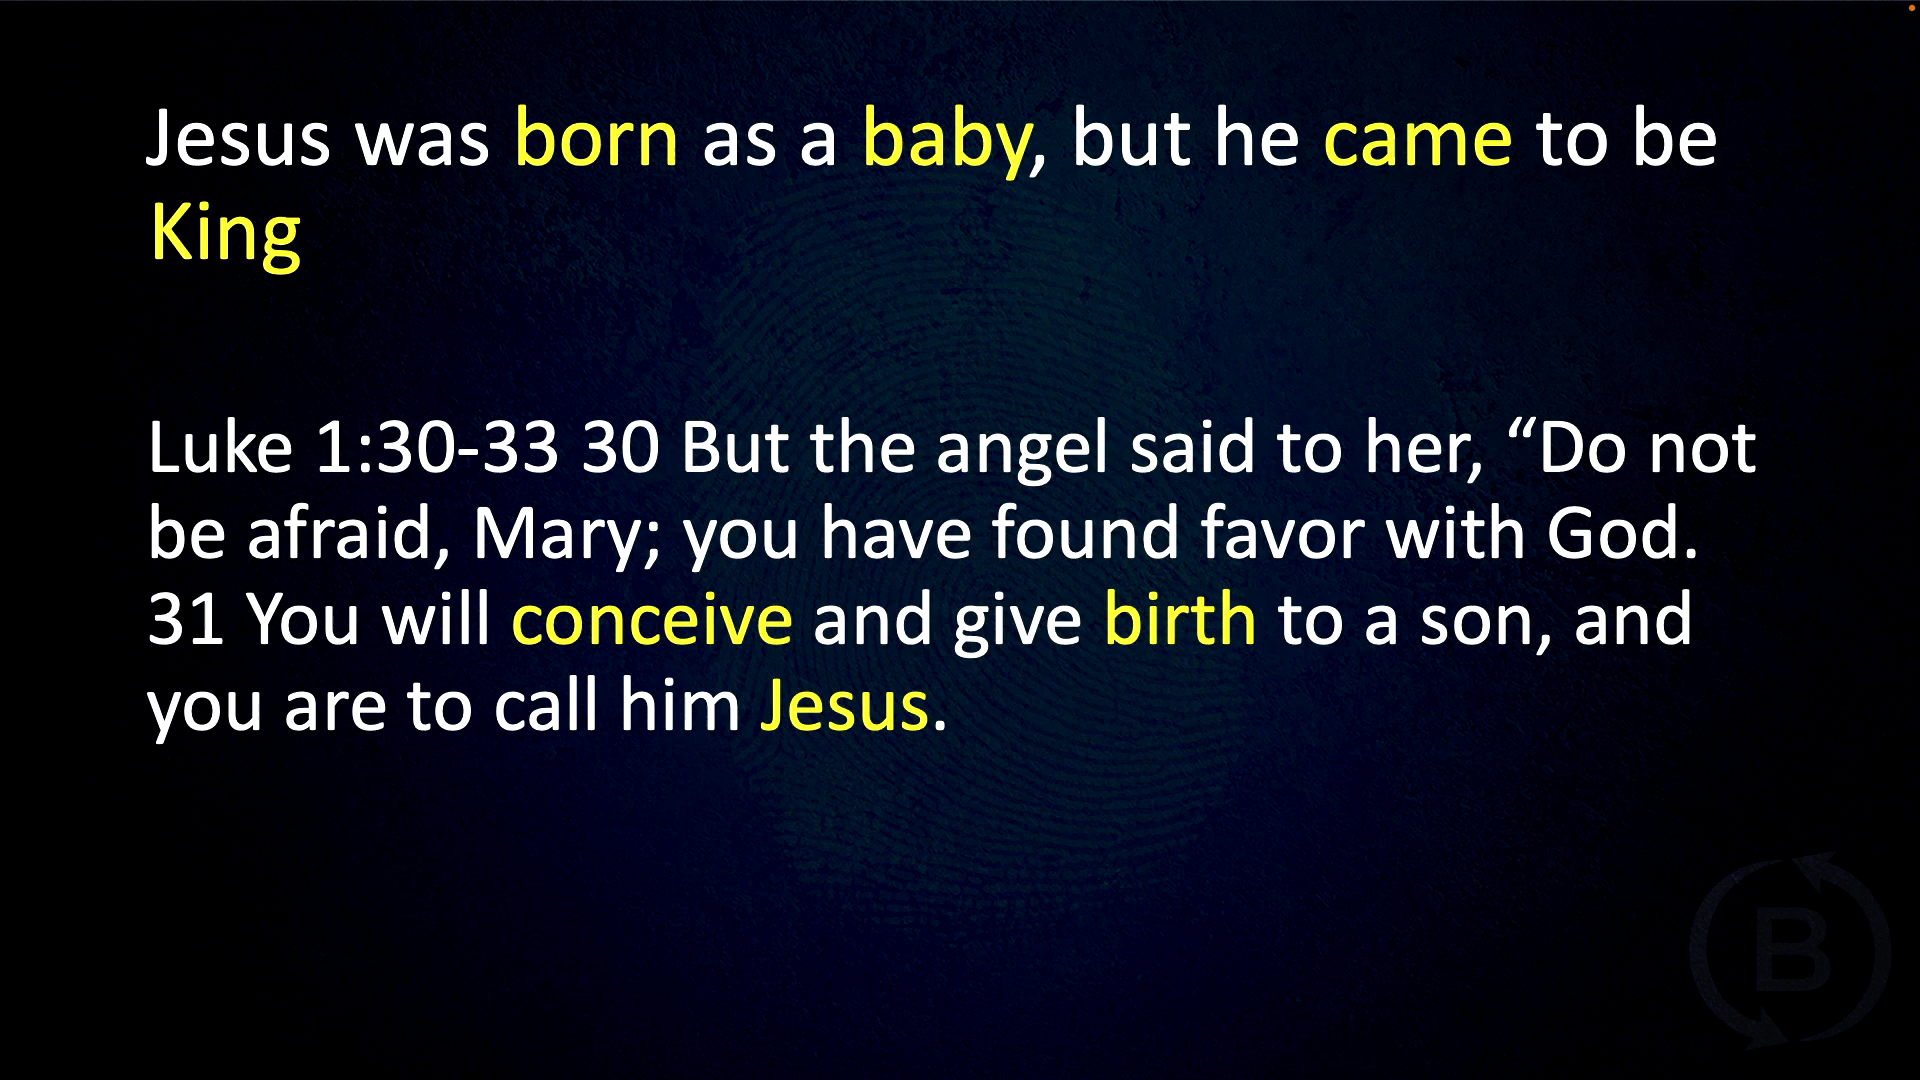 Jesus was born as a baby, but he came to be
King
Luke 1:30-33 30 But the angel said to her, “Do not
be afraid, Mary; you have found favor with God.
31 You will conceive and give birth to a son, and
you are to call him Jesus.
B